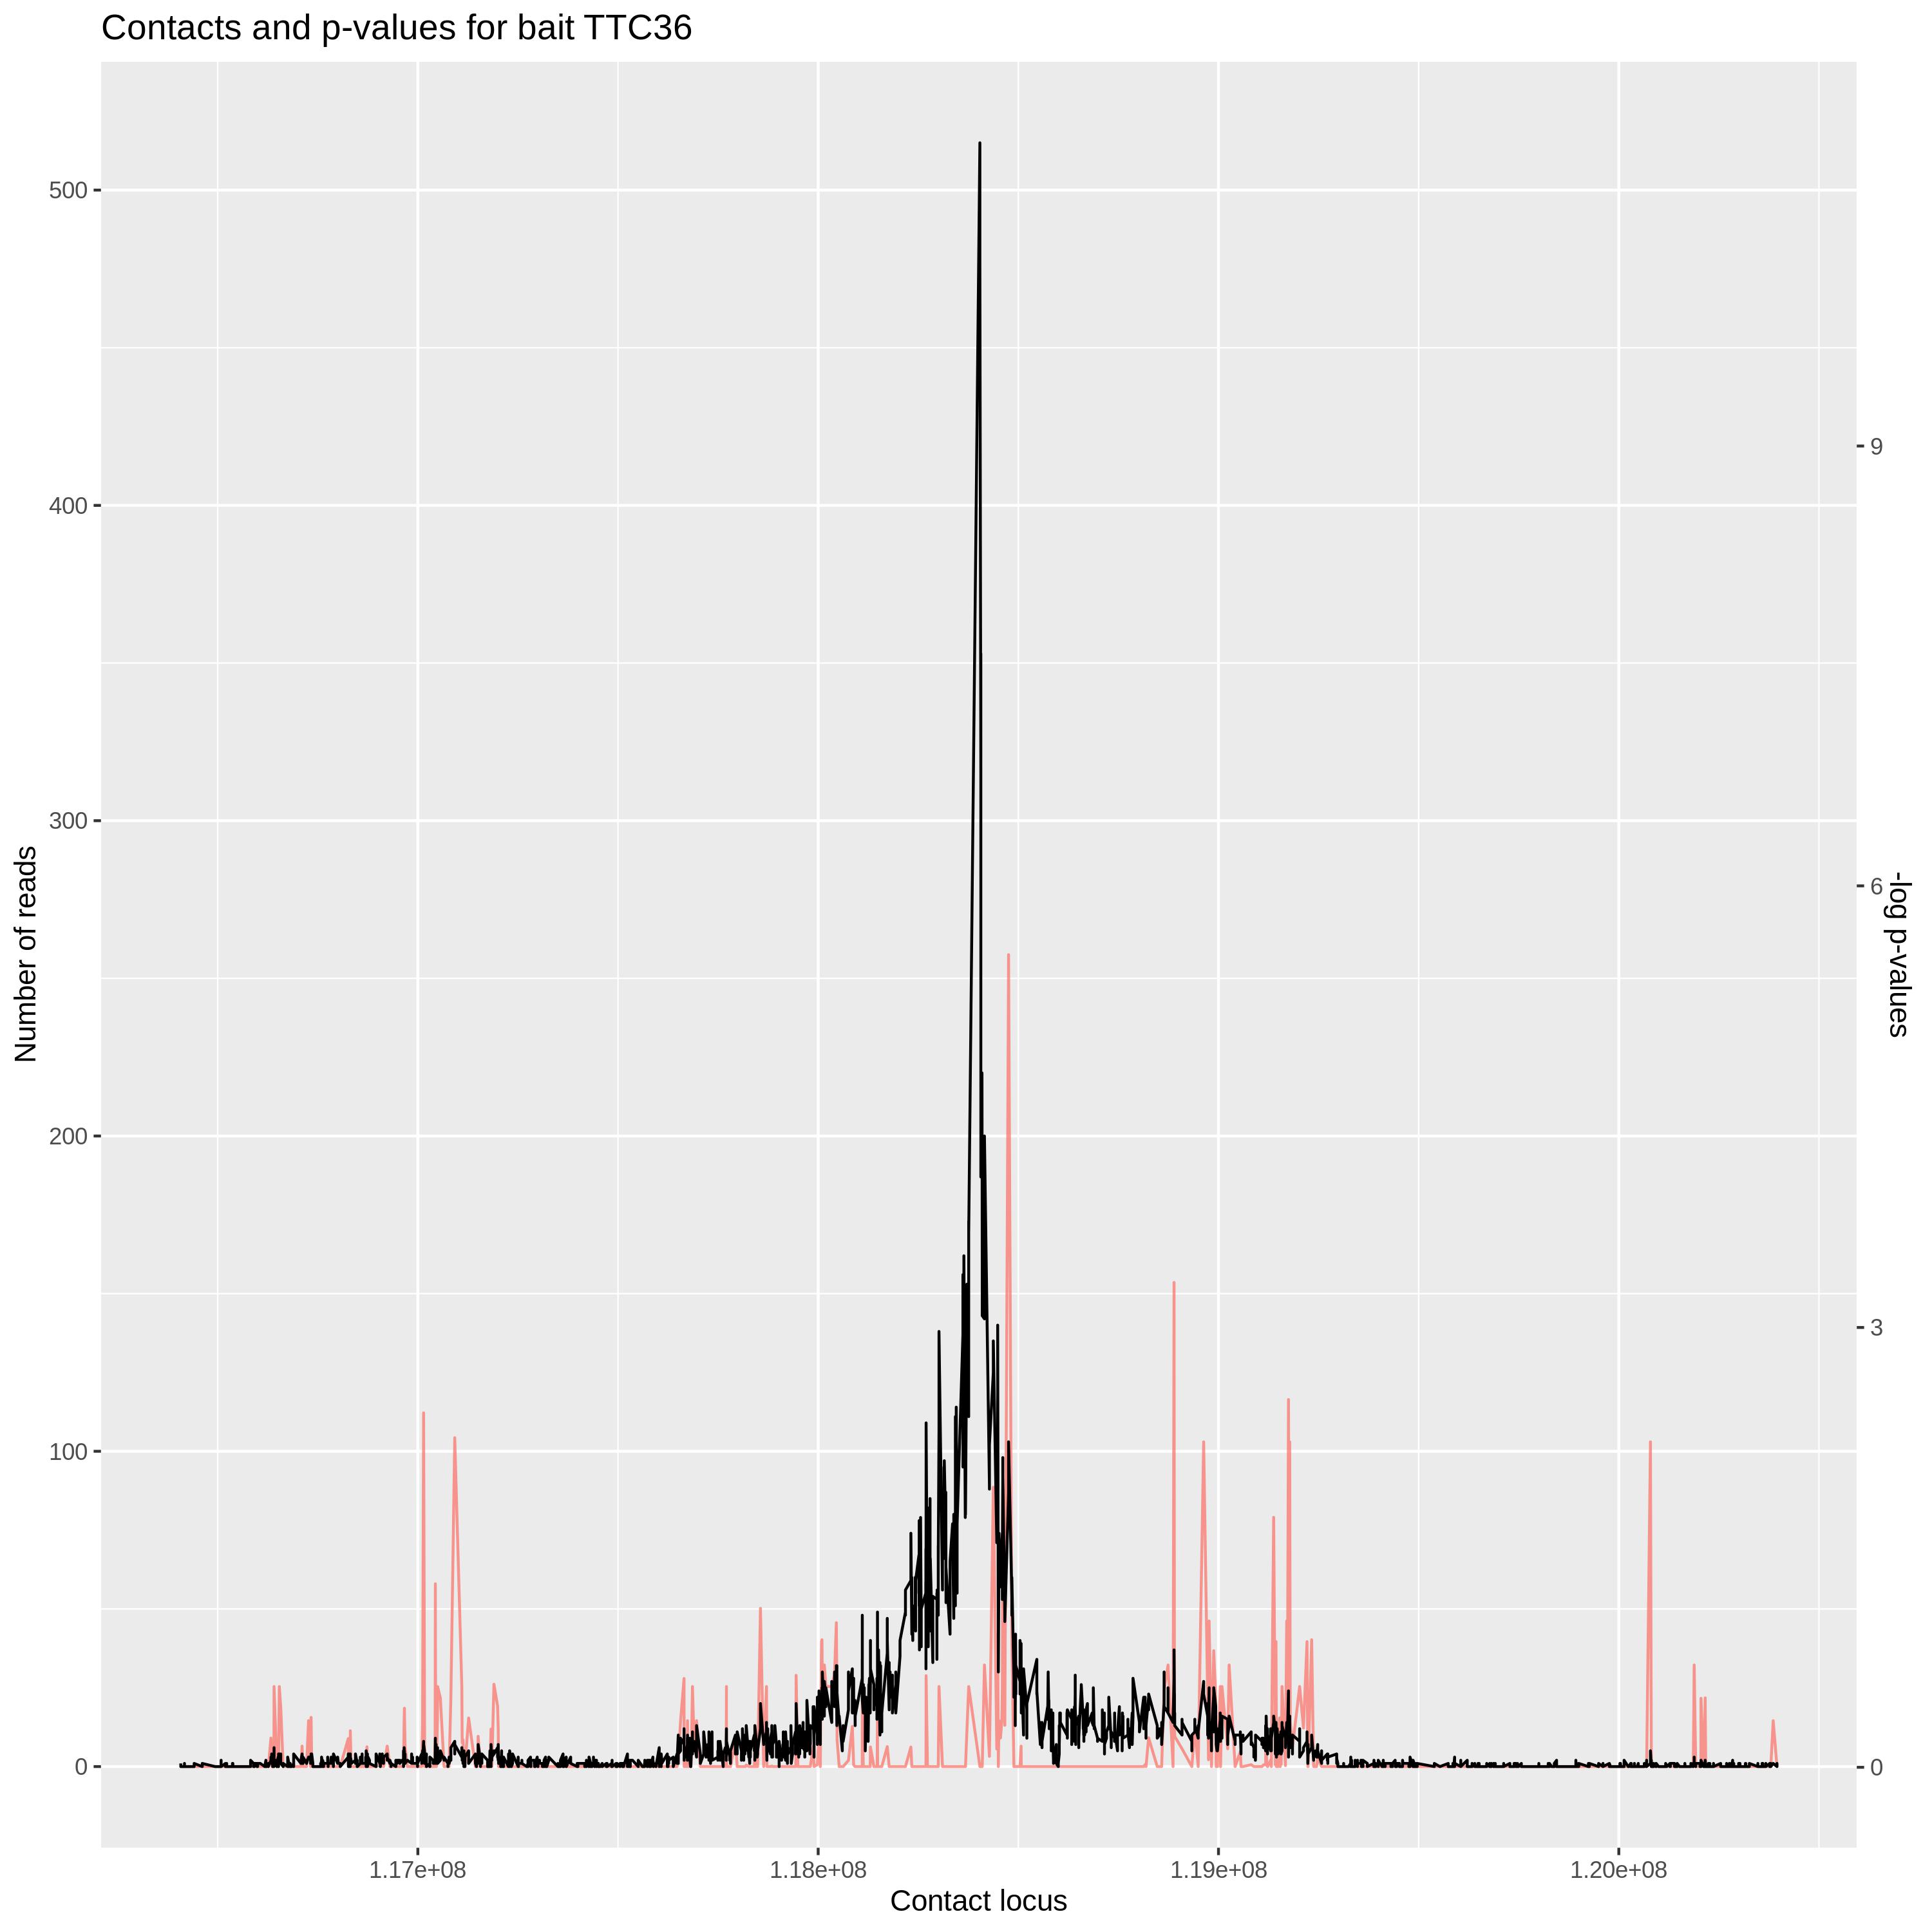 Contacts and p-values for bait TTC36
500
400
300
200
100
0
Number of reads
9
6
3
0
-log p-values
1.17e+08
1.18e+08
1.19e+08
1.20e+08
Contact locus